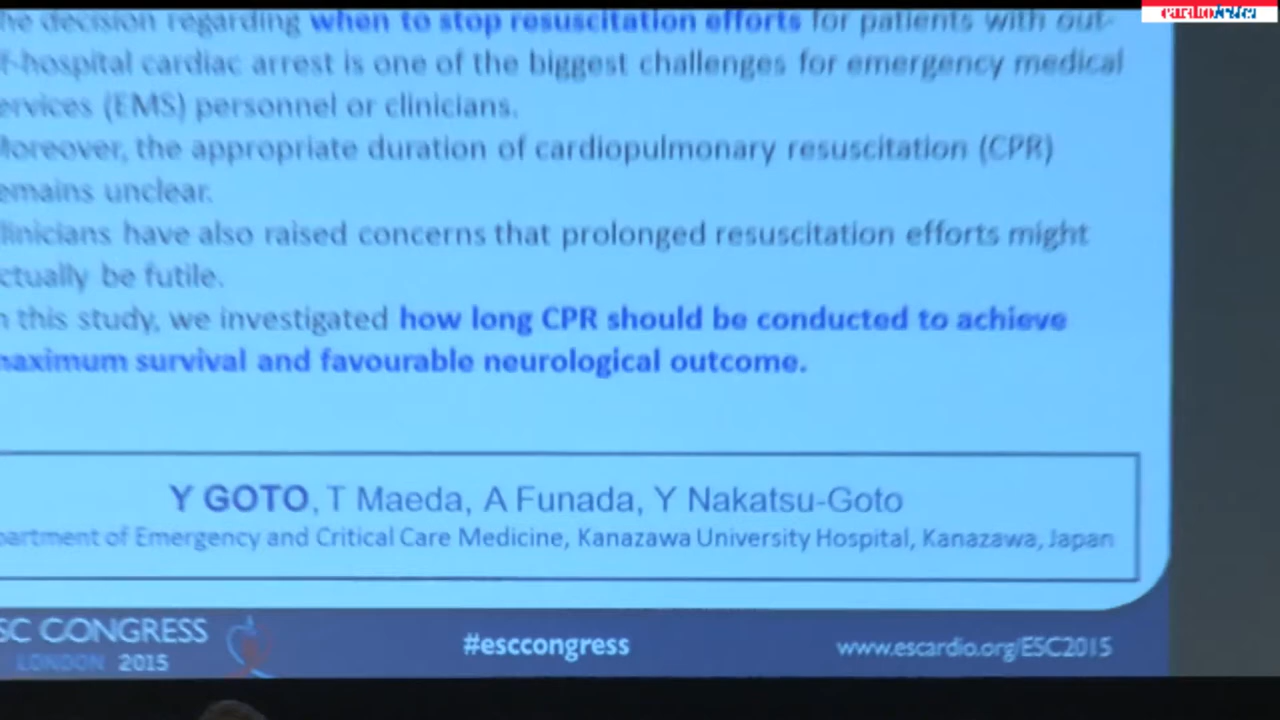 he decision regarding when to stop resuscitation efforts for patients with out-
f-hospital cardiac arrest is one of the biggest challenges for emergency medical
ervices (EMS) personnel or clinicians.
Moreover, the appropriate duration of cardiopulmonary resuscitation (CPR)
emains unclear.
linicians have also raised concerns that prolonged resuscitation efforts might
ctually be futile.
n this study, we investigated how long CPR should be conducted to achieve
maximum survival and favourable neurological outcome.
Y GOTO, T Maeda, A Funada, Y Nakatsu-Goto
partment of Emergency and Critical Care Medicine, Kanazawa University Hospital, Kanazawa, Japan
SC CONGRESS
LONDON 2015
#esccongress
www.escardio.org/ESC2015